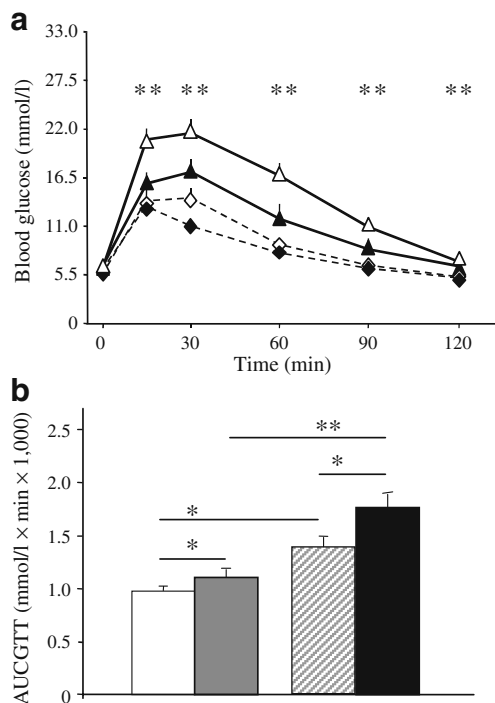 a
Blood glucose (mmol/l)
33.0
27.5
22.0
16.5
11.0
5.5
0
** ** ** ** **
0 30 60 90 120
Time (min)
b
AUCGTT (mmol/l × min × 1,000)
2.5
2.0
1.5
1.0
0.5
0
**
*
*
*